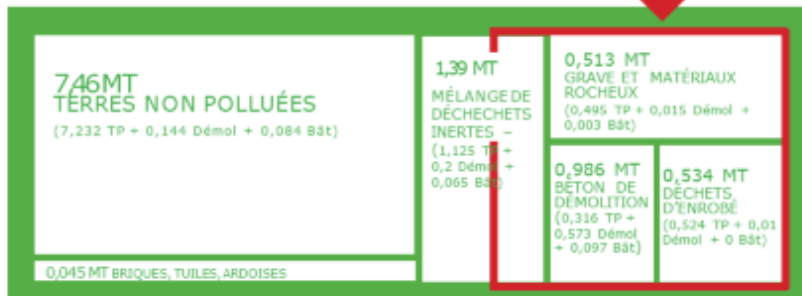 7,46MT
TERRES NON POLLUÉES
(7,232 TP + 0,144 Démol + 0,084 Bât)
0,045 MT BRIQUES, TUILES, ARDOISES
1,39 MT
MÉLANGE DE
DÉCHECHETS
INERTES –
(1,125 TP +
0,2 Démol +
0,065 Bât)
0,513 MT
GRAVE ET MATÉRIAUX
ROCHEUX
(0,495 TP + 0,015 Démol +
0,003 Bât)
0,986 MT
BÉTON DE
DÉMOLITION
(0,316 TP +
0,573 Démol
+ 0,097 Bât)
0,534 MT
DÉCHETS
D'ENROBÉ
(0,524 TP + 0,01
Démol + 0 Bât)